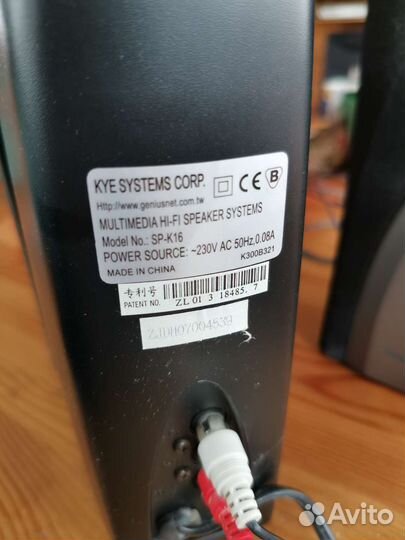 KYE SYSTEMS CORP.
CE B
Http://www.geniusnet.com.tw
MULTIMEDIA HI-FI SPEAKER SYSTEMS
Model No.: SP-K16
POWER SOURCE: ~230V AC 50Hz,0.08A
K300B321
MADE IN CHINA
专利号
PATENT NO.
ZL 01 3 18485. 7
ZJDH07004539
Avito